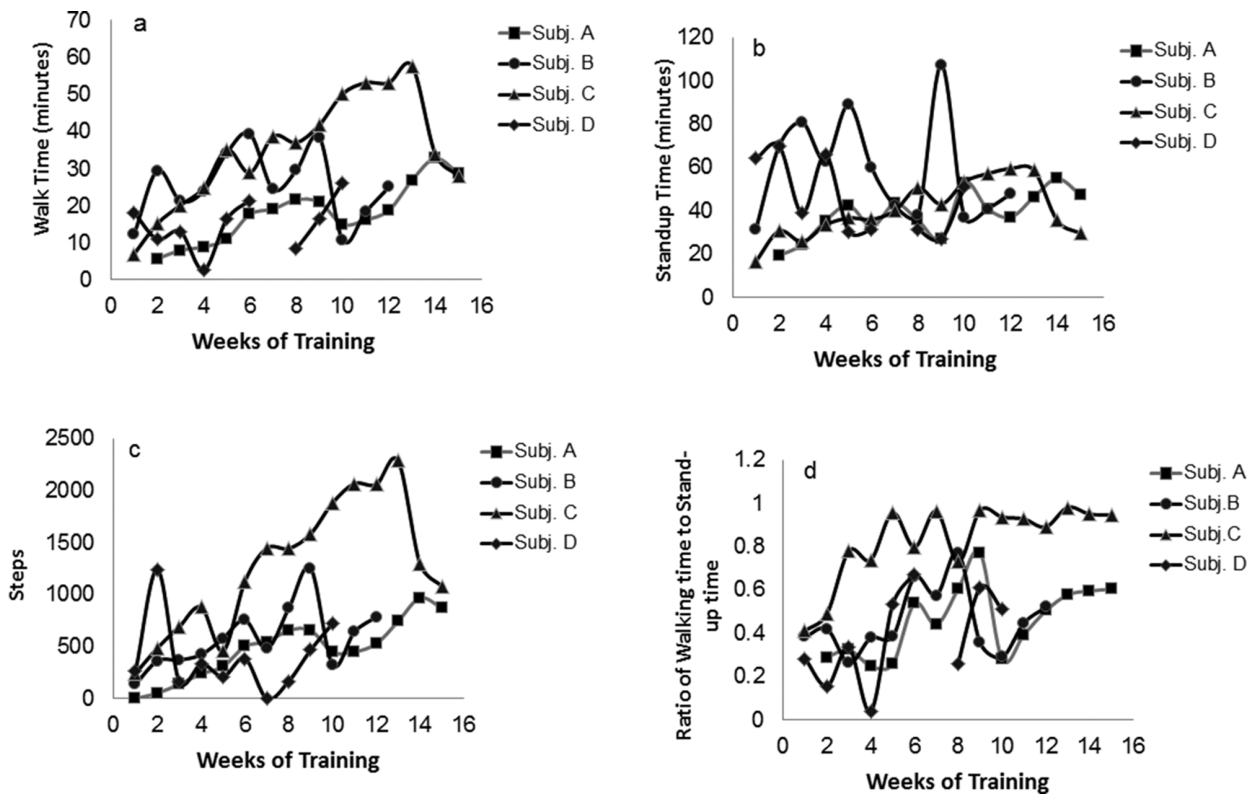 a
70
60
50
40
30
20
10
0
Walk Time (minutes)
0 2 4 6 8 10 12 14 16
Weeks of Training
Subj. A
Subj. B
Subj. C
Subj. D
b
120
100
80
60
40
20
0
Standup Time (minutes)
0 2 4 6 8 10 12 14 16
Weeks of Training
Subj. A
Subj. B
Subj. C
Subj. D
c
2500
2000
1500
1000
500
0
Steps
0 2 4 6 8 10 12 14 16
Weeks of Training
Subj. A
Subj. B
Subj. C
Subj. D
d
1.2
1
0.8
0.6
0.4
0.2
0
Ratio of Walking time to Stand-
up time
0 2 4 6 8 10 12 14 16
Weeks of Training
Subj. A
Subj.B
Subj.C
Subj. D